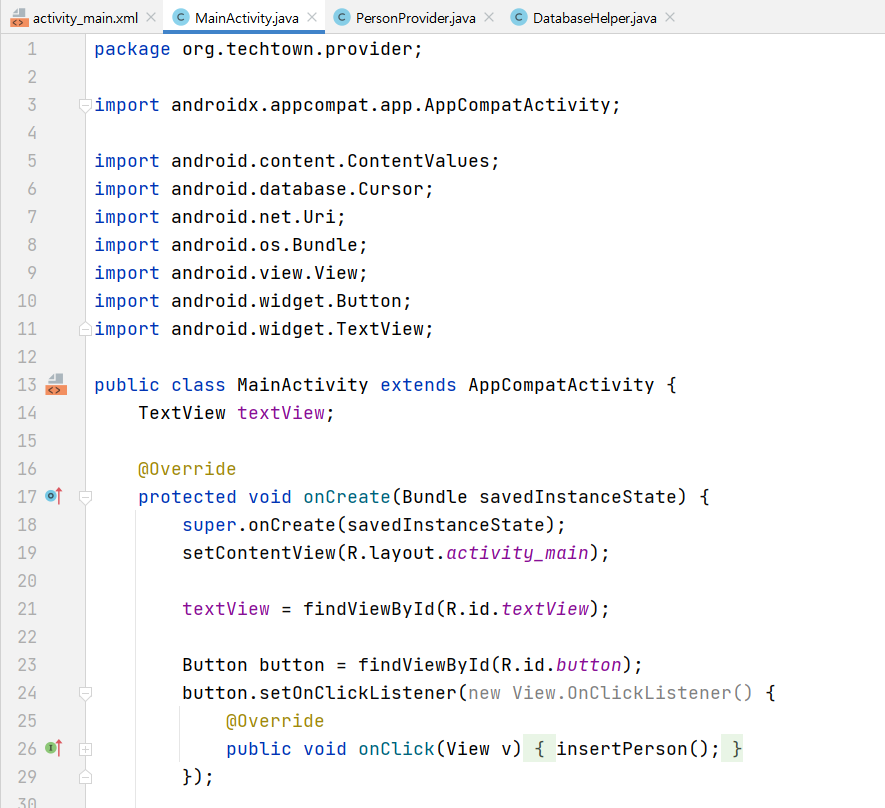 activity_main.xml MainActivity.java PersonProvider.java DatabaseHelper.java
1 package org.techtown.provider;
2
3 import androidx.appcompat.app.AppCompatActivity;
4
5 import android.content.ContentValues;
6 import android.database.Cursor;
7 import android.net.Uri;
8 import android.os.Bundle;
9 import android.view.View;
10 import android.widget.Button;
11 import android.widget.TextView;
12
13 public class MainActivity extends AppCompatActivity {
14 TextView textView;
15
16 @Override
17 protected void onCreate(Bundle savedInstanceState) {
18 super.onCreate(savedInstanceState);
19 setContentView(R.layout.activity_main);
20
21 textView = findViewById(R.id.textView);
22
23 Button button = findViewById(R.id.button);
24 button.setOnClickListener(new View.OnClickListener() {
25 @Override
26 public void onClick(View v) { insertPerson(); }
29 });
30